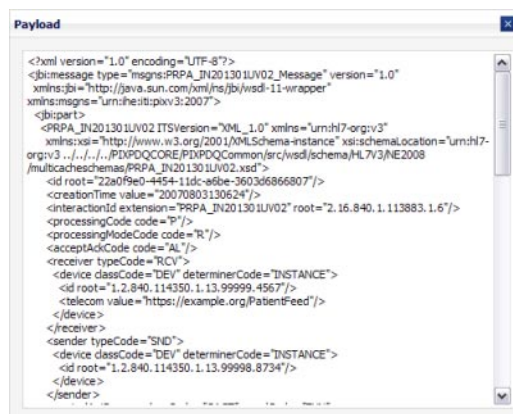 Payload
<?xml version="1.0" encoding="UTF-8"?>
<jbi:message type="msgns:PRPA_IN201301UV02_Message" version="1.0"
xmlns:jbi="http://java.sun.com/xml/ns/jbi/wsdl-11-wrapper"
xmlns:msgns="urn:ihe:iti:pixv3:2007">
<jbi:part>
<PRPA_IN201301UV02 ITSVersion="XML_1.0" xmlns="urn:hl7-org:v3"
xmlns:xsi="http://www.w3.org/2001/XMLSchema-instance" xsi:schemaLocation="urn:hl7-
org:v3 ../../../../PIXPDQCORE/PIXPDQCommon/src/wsdl/schema/HL7V3/NE2008
/multicacheschemas/PRPA_IN201301UV02.xsd">
<id root="22a0f9e0-4454-11dc-a6be-3603d6866807"/>
<creationTime value="20070803130624"/>
<interactionId extension="PRPA_IN201301UV02" root="2.16.840.1.113883.1.6"/>
<processingCode code="P"/>
<processingModeCode code="R"/>
<acceptAckCode code="AL"/>
<receiver typeCode="RCV">
<device classCode="DEV" determinerCode="INSTANCE">
<id root="1.2.840.114350.1.13.99999.4567"/>
<telecom value="https://example.org/PatientFeed"/>
</device>
</receiver>
<sender typeCode="SND">
<device classCode="DEV" determinerCode="INSTANCE">
<id root="1.2.840.114350.1.13.99998.8734"/>
</device>
</sender>